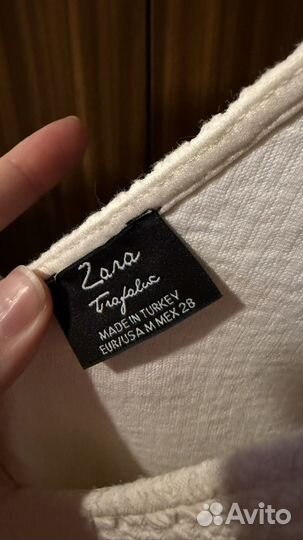 Zara
Trafaluc
MADE IN TURKEY
EUR/USA M MEX 28
Avito